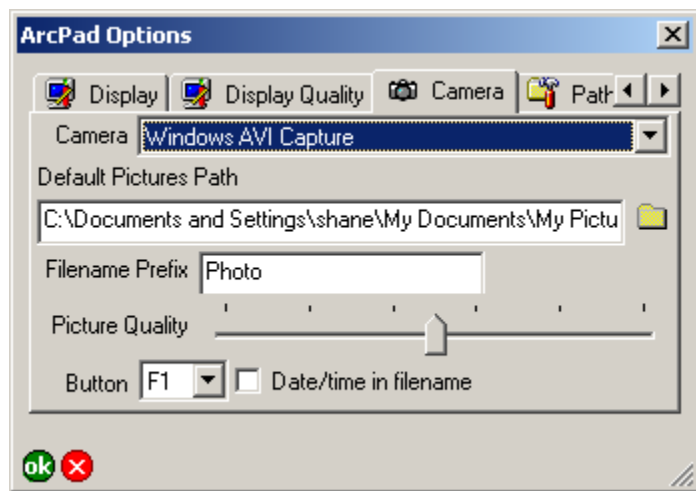 ArcPad Options
Display Display Quality Camera Path
Camera Windows AVI Capture
Default Pictures Path
C:\Documents and Settings\shane\My Documents\My Pictu
Filename Prefix Photo
Picture Quality
Button F1 Date/time in filename
ok